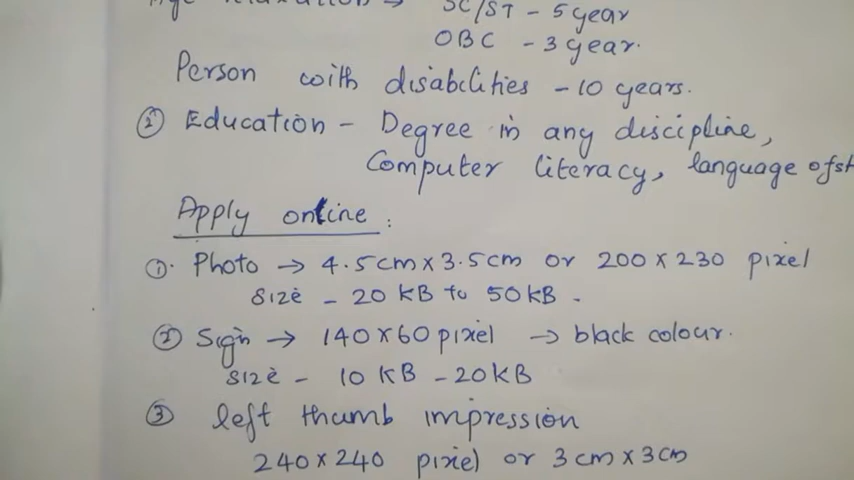 SC/ST - 5 year
OBC - 3 year.
Person with disabilities - 10 years.
② Education - Degree in any discipline,
Computer literacy, language of st
Apply online :
①. Photo → 4.5cm x 3.5cm or 200 x 230 pixel
Size - 20 KB to 50KB.
② Sign → 140 x 60 pixel → black colour.
Size - 10 KB - 20KB
③ left thumb impression
240 x 240 pixel or 3cm x 3cm